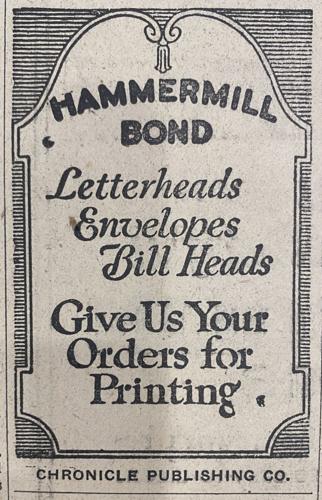 HAMMERMILL
BOND
Letterheads
Envelopes
Bill Heads
Give Us Your
Orders for
Printing
CHRONICLE PUBLISHING CO.